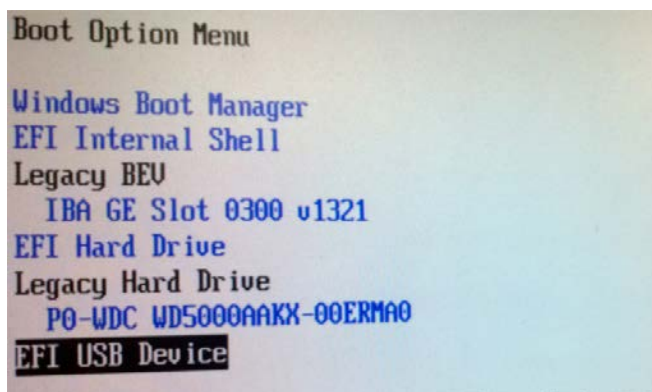 Boot Option Menu
Windows Boot Manager
EFI Internal Shell
Legacy BEV
IBA GE Slot 0300 v1321
EFI Hard Drive
Legacy Hard Drive
P0-WDC WD5000AAKX-00ERMA0
EFI USB Device